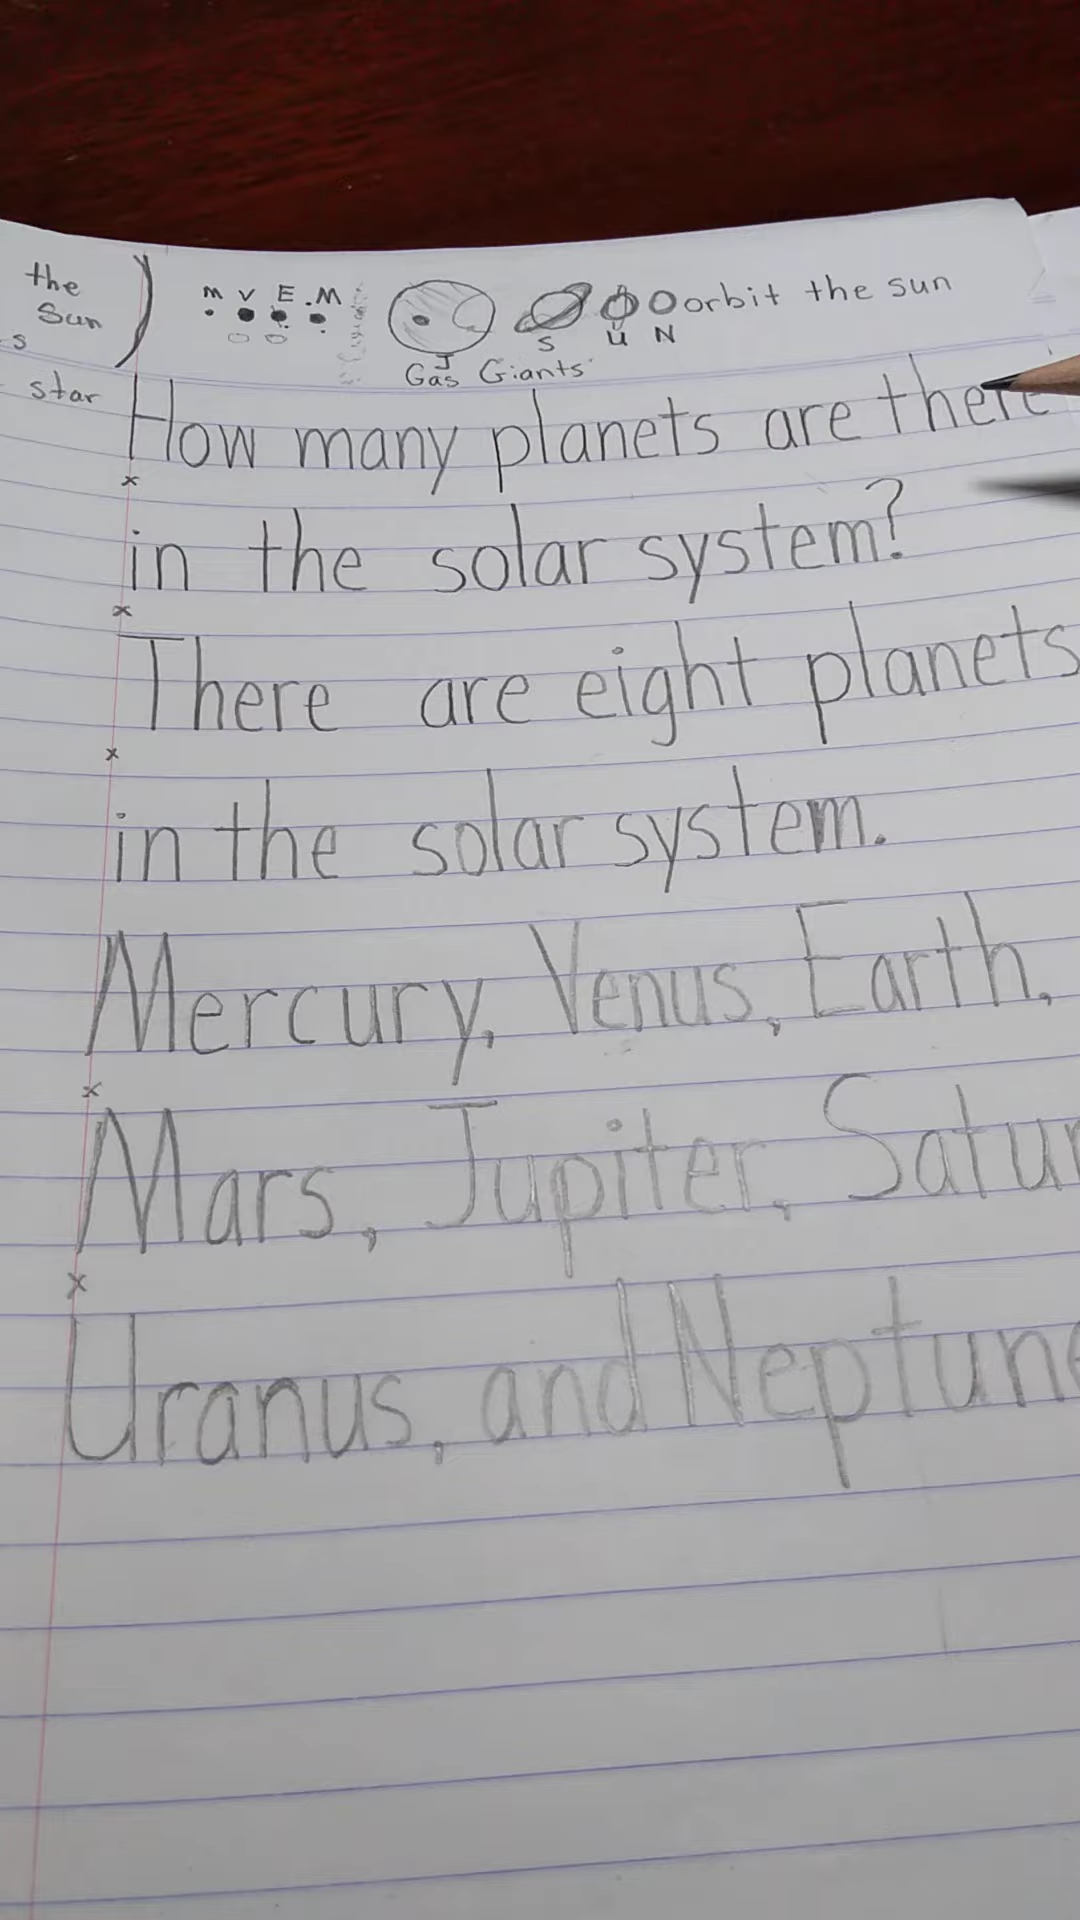 the
Sun
s
star
M V E M
orbit the sun
J S U N
Gas Giants
How many planets are there
in the solar system?
There are eight planets
in the solar system.
Mercury, Venus, Earth,
Mars, Jupiter, Satur
Uranus, and Neptune